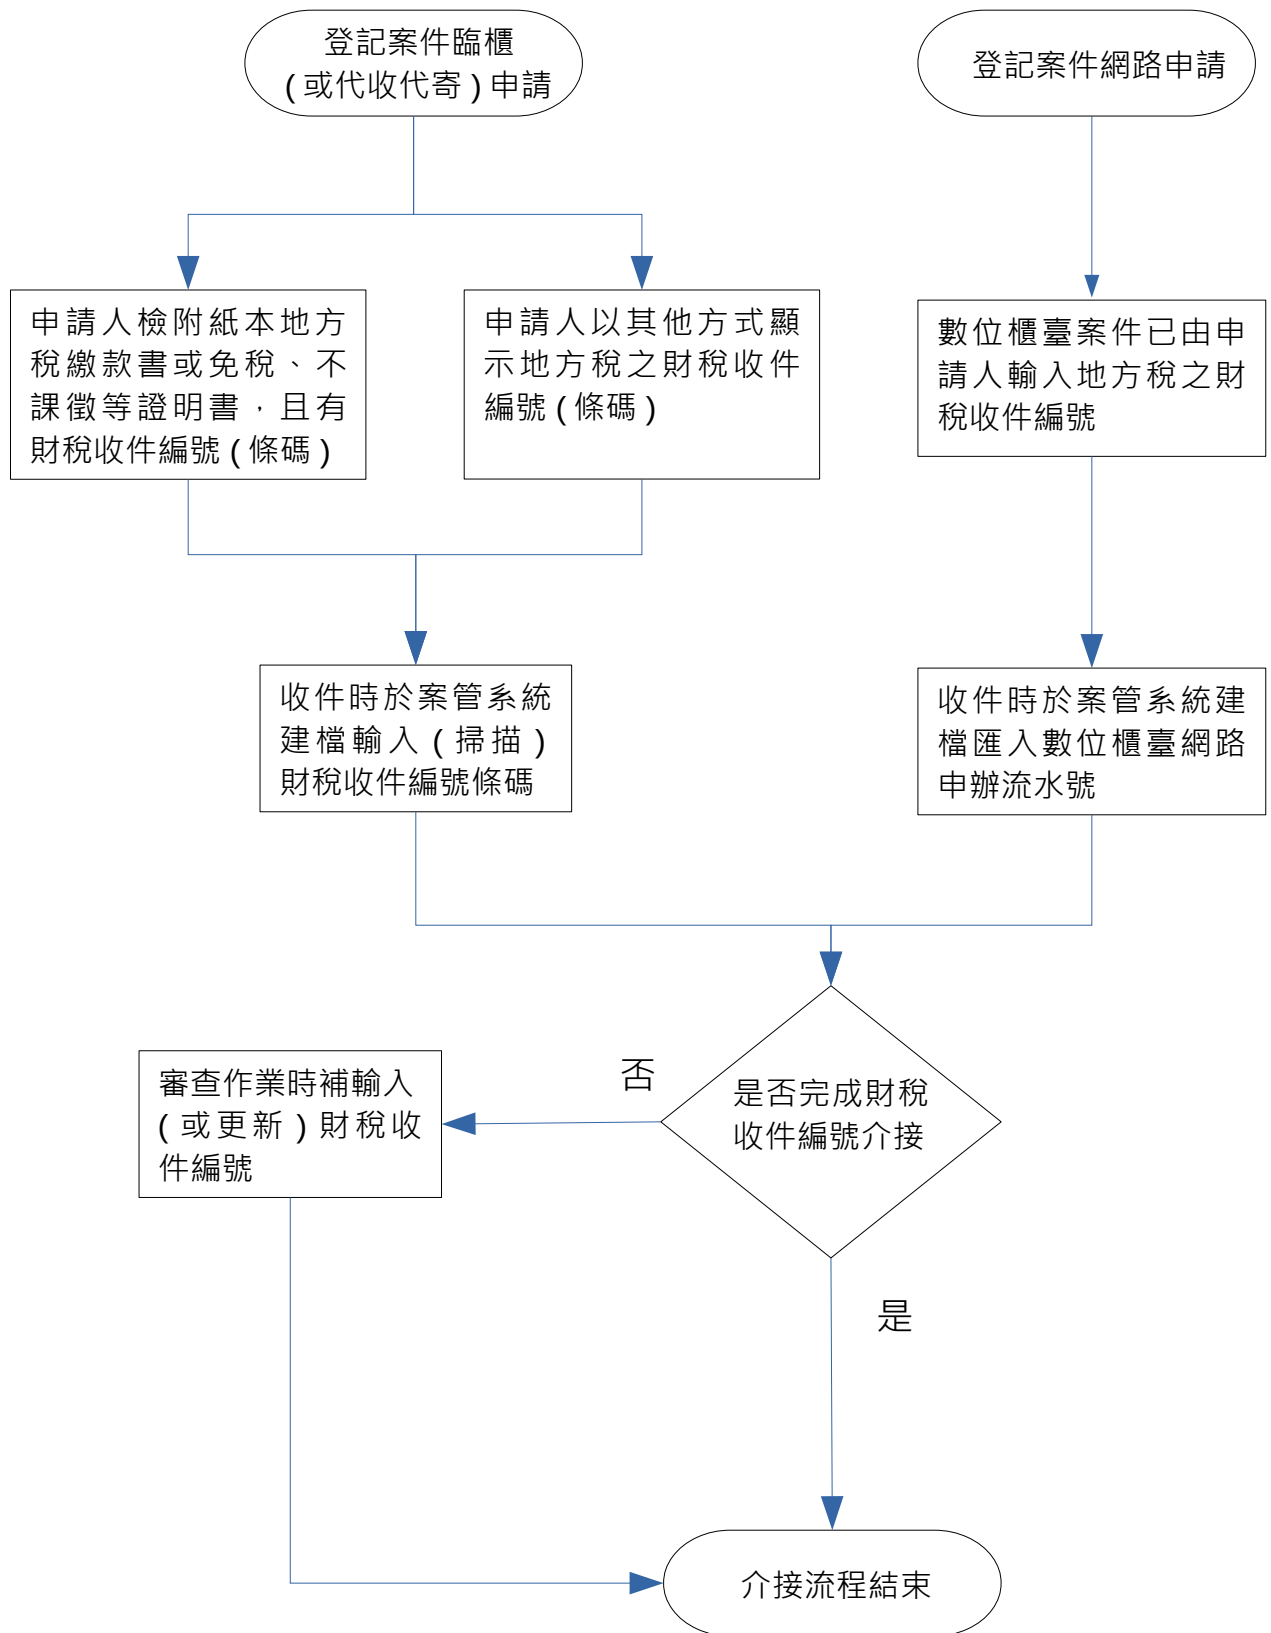 登記案件臨櫃
(或代收代寄)申請
登記案件網路申請
申請人檢附紙本地方
稅繳款書或免稅、不
課徵等證明書，且有
財稅收件編號(條碼)
申請人以其他方式顯
示地方稅之財稅收件
編號(條碼)
數位櫃臺案件已由申
請人輸入地方稅之財
稅收件編號
收件時於案管系統
建檔輸入(掃描)
財稅收件編號條碼
收件時於案管系統建
檔匯入數位櫃臺網路
申辦流水號
是否完成財稅
收件編號介接
否
審查作業時補輸入
(或更新)財稅收
件編號
是
介接流程結束